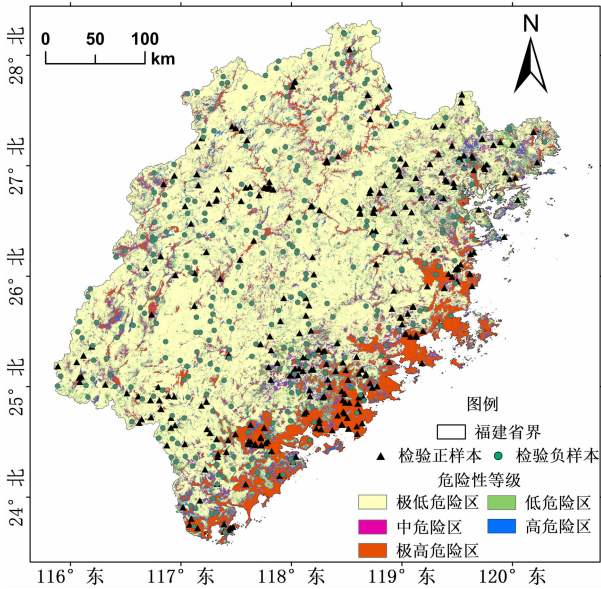 N
0 50 100
km
28° 北
27° 北
26° 北
25° 北
24° 北
116° 东 117° 东 118° 东 119° 东 120° 东
图例
福建省界
检验正样本 检验负样本
危险性等级
极低危险区 低危险区
中危险区 高危险区
极高危险区